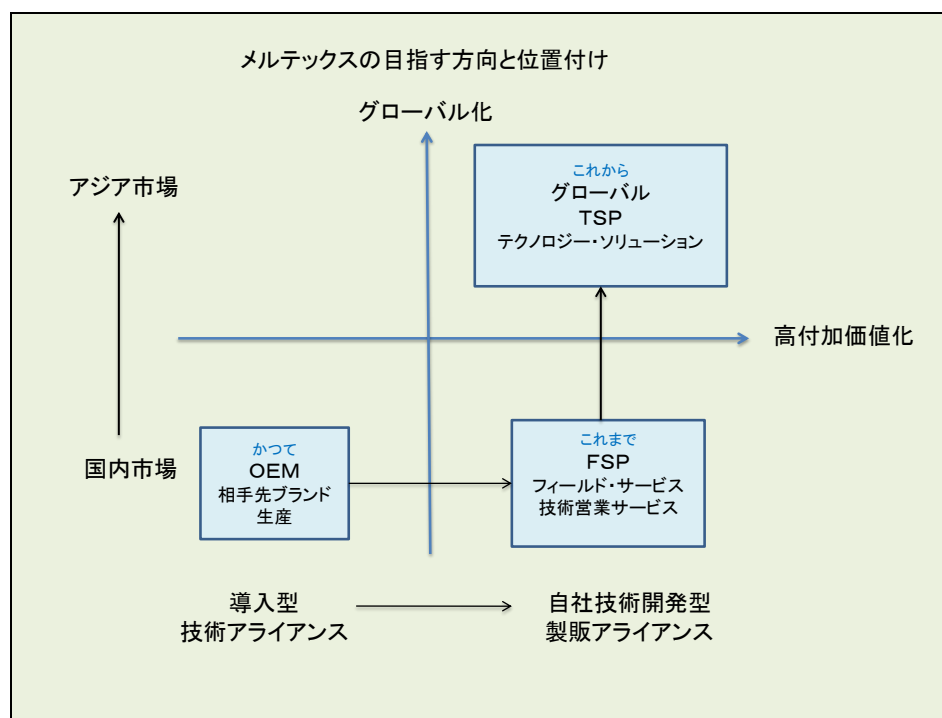 メルテックスの目指す方向と位置付け
グローバル化
アジア市場
これから
グローバル
TSP
テクノロジー・ソリューション
高付加価値化
国内市場
かつて
OEM
相手先ブランド
生産
これまで
FSP
フィールド・サービス
技術営業サービス
導入型
技術アライアンス
自社技術開発型
製販アライアンス